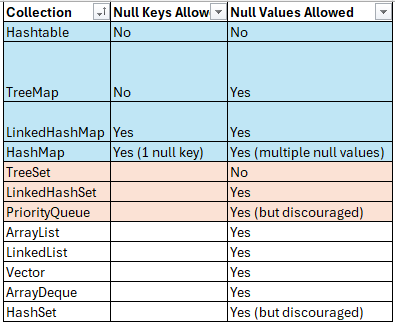 Collection Null Keys Allow Null Values Allowed
Hashtable No No
TreeMap No Yes
LinkedHashMap Yes Yes
HashMap Yes (1 null key) Yes (multiple null values)
TreeSet No
LinkedHashSet Yes
PriorityQueue Yes (but discouraged)
ArrayList Yes
LinkedList Yes
Vector Yes
ArrayDeque Yes
HashSet Yes (but discouraged)